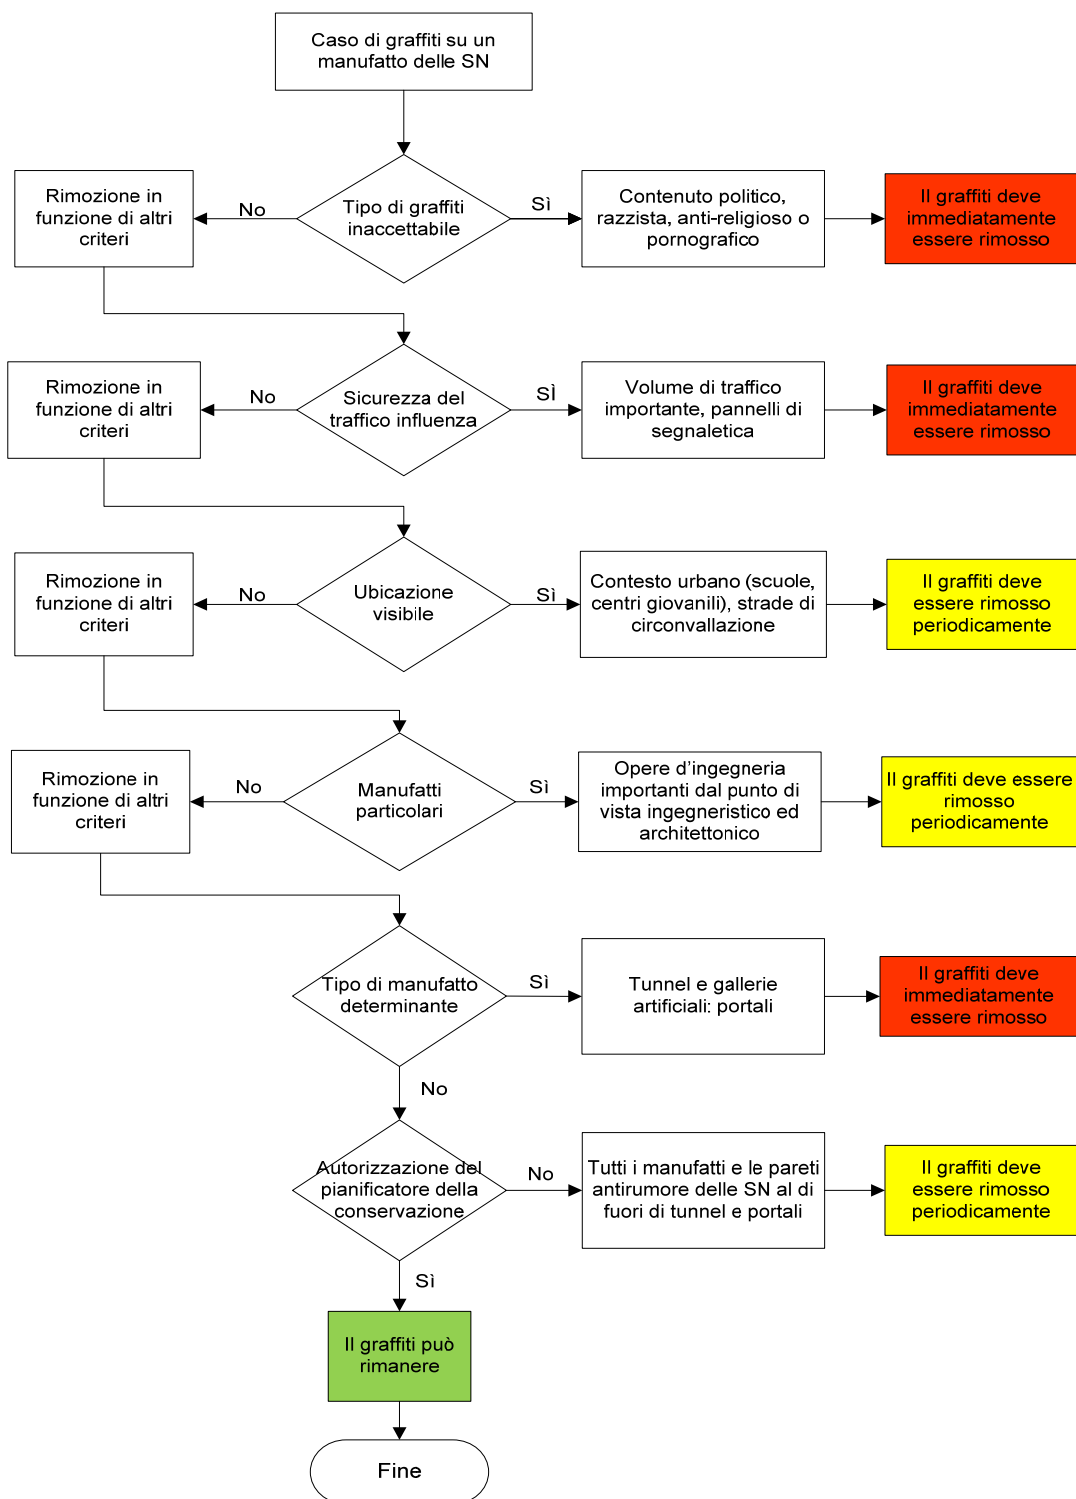 Caso di graffiti su un
manufatto delle SN
Rimozione in
funzione di altri
criteri
No
Tipo di graffiti
inaccettabile
Sì
Contenuto politico,
razzista, anti-religioso o
pornografico
Il graffiti deve
immediatamente
essere rimosso
Rimozione in
funzione di altri
criteri
No
Sicurezza del
traffico influenza
SÌ
Volume di traffico
importante, pannelli di
segnaletica
Il graffiti deve
immediatamente
essere rimosso
Rimozione in
funzione di altri
criteri
No
Ubicazione
visibile
Sì
Contesto urbano (scuole,
centri giovanili), strade di
circonvallazione
Il graffiti deve
essere rimosso
periodicamente
Rimozione in
funzione di altri
criteri
No
Manufatti
particolari
Sì
Opere d'ingegneria
importanti dal punto di
vista ingegneristico ed
architettonico
Il graffiti deve essere
rimosso
periodicamente
Tipo di manufatto
determinante
Sì
Tunnel e gallerie
artificiali: portali
Il graffiti deve
immediatamente
essere rimosso
No
Autorizzazione del
pianificatore della
conservazione
No
Tutti i manufatti e le pareti
antirumore delle SN al di
fuori di tunnel e portali
Il graffiti deve
essere rimosso
periodicamente
Sì
Il graffiti può
rimanere
Fine